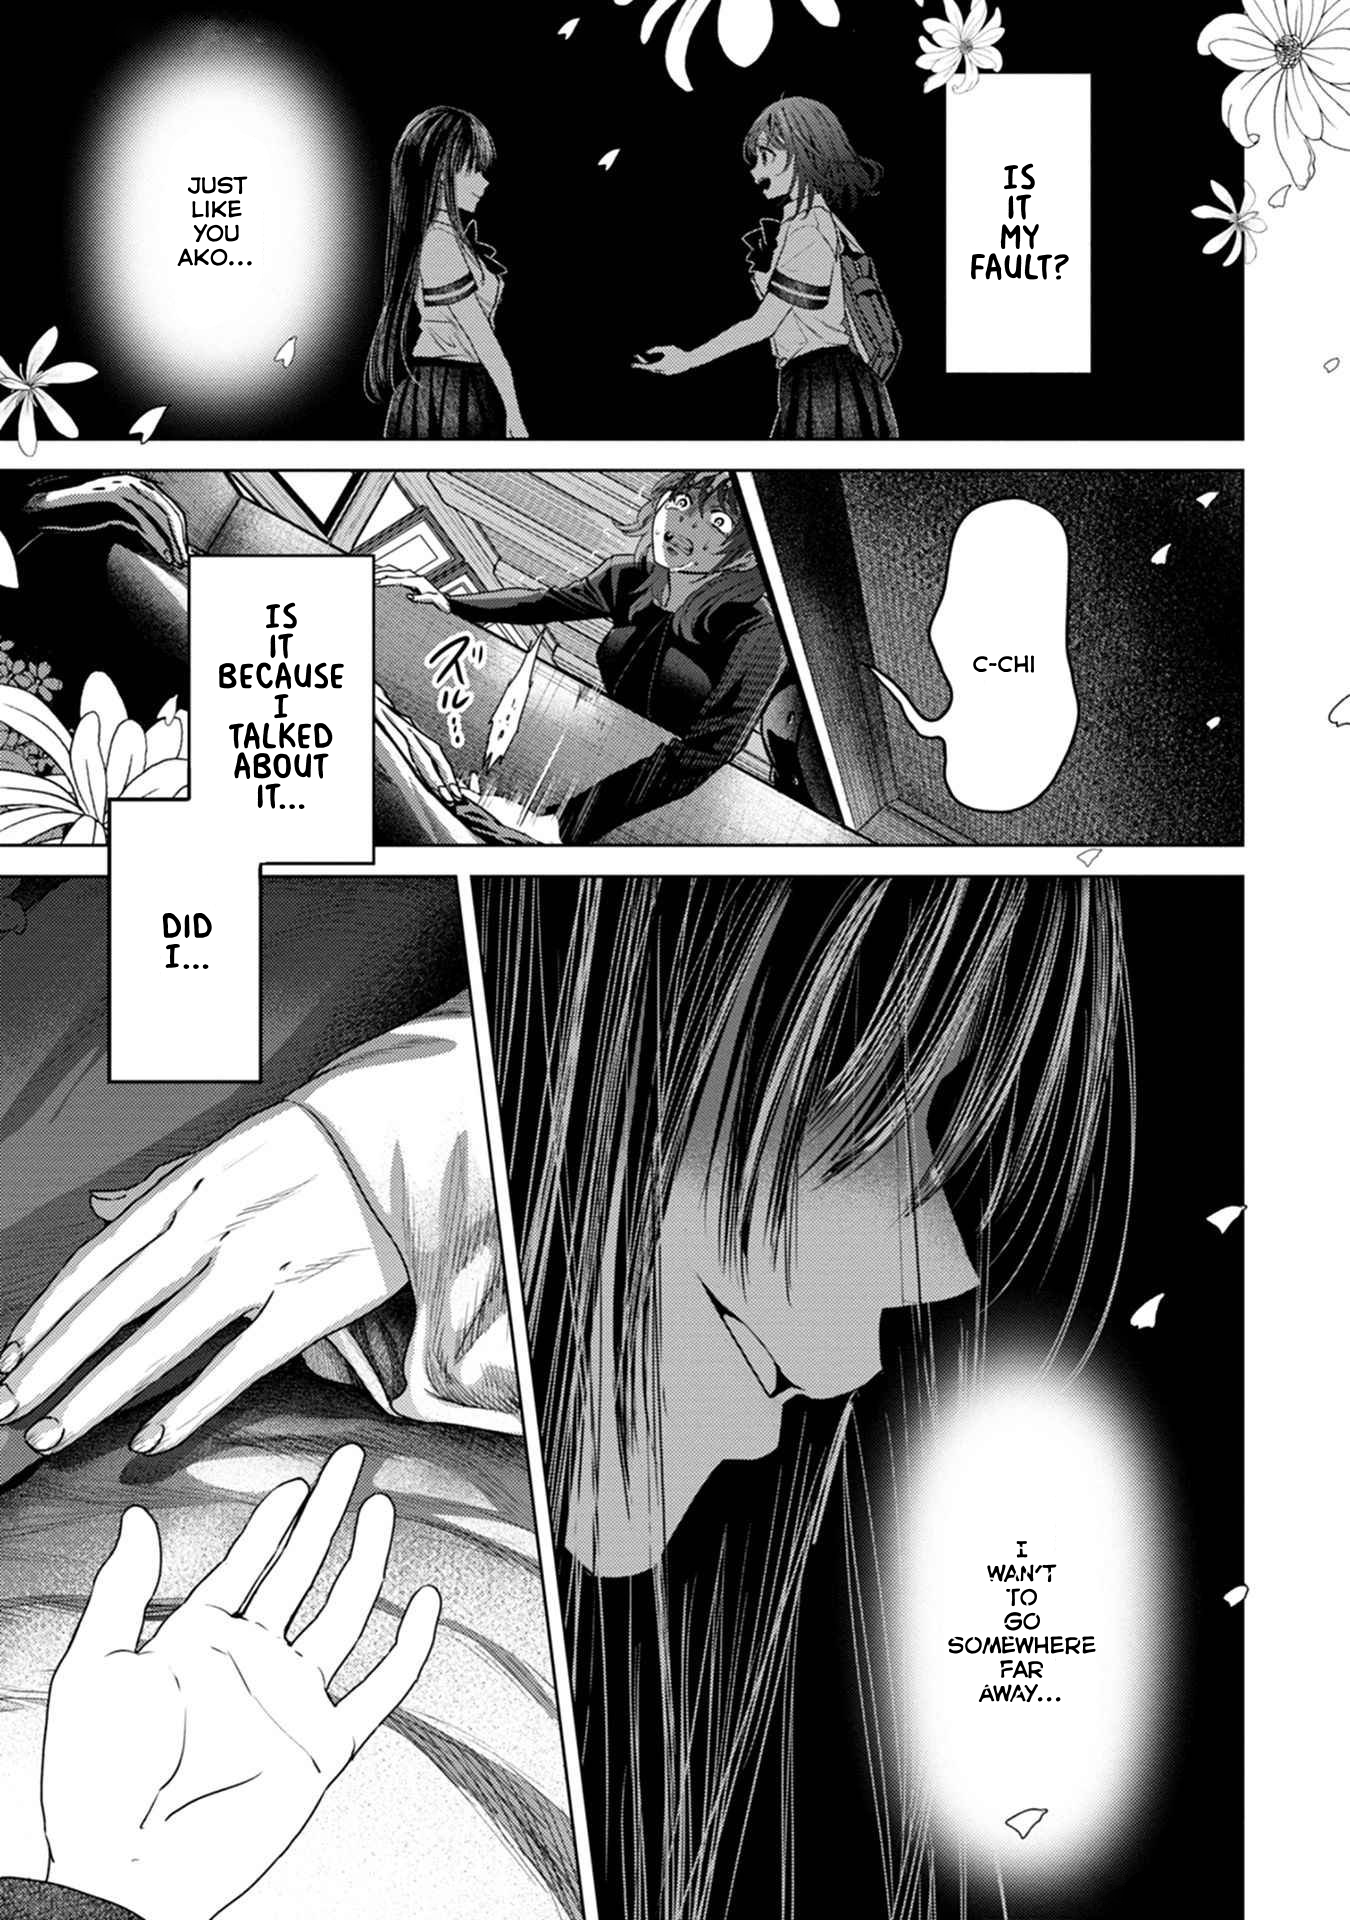 IS
IT
MY
FAULT?
JUST
LIKE
YOU
AKO...
C-CHI
ズル...
IS
IT
BECAUSE
I
TALKED
ABOUT
IT...
DID
I...
I
WAN'T
TO
GO
SOMEWHERE
FAR
AWAY...